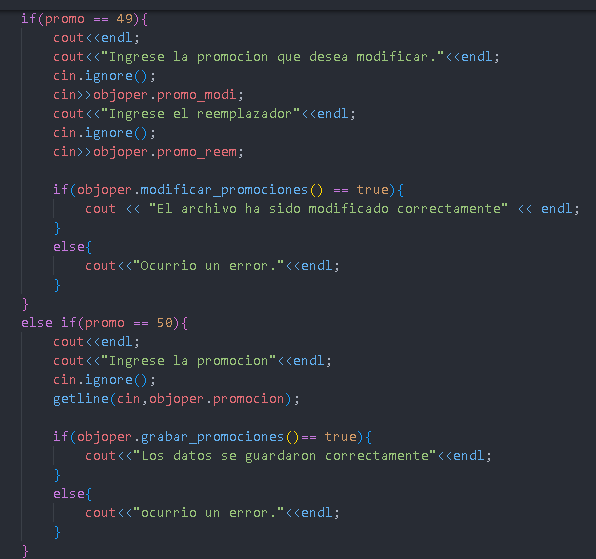 if(promo == 49){
cout<<endl;
cout<<"Ingrese la promocion que desea modificar."<<endl;
cin.ignore();
cin>>objoper.promo_modi;
cout<<"Ingrese el reemplazador"<<endl;
cin.ignore();
cin>>objoper.promo_reem;
if(objoper.modificar_promociones() == true){
cout << "El archivo ha sido modificado correctamente" << endl;
}
else{
cout<<"Ocurrio un error."<<endl;
}
}
else if(promo == 50){
cout<<endl;
cout<<"Ingrese la promocion"<<endl;
cin.ignore();
getline(cin,objoper.promocion);
if(objoper.grabar_promociones()== true){
cout<<"Los datos se guardaron correctamente"<<endl;
}
else{
cout<<"ocurrio un error."<<endl;
}
}